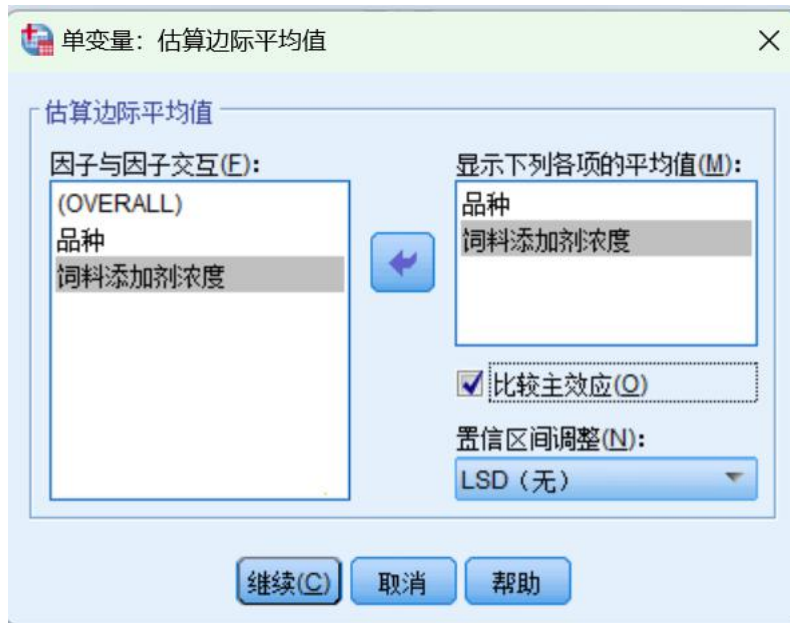 单变量：估算边际平均值
估算边际平均值
因子与因子交互(F):
(OVERALL)
品种
饲料添加剂浓度
显示下列各项的平均值(M):
品种
饲料添加剂浓度
比较主效应(O)
置信区间调整(N):
LSD（无）
继续(C) 取消 帮助